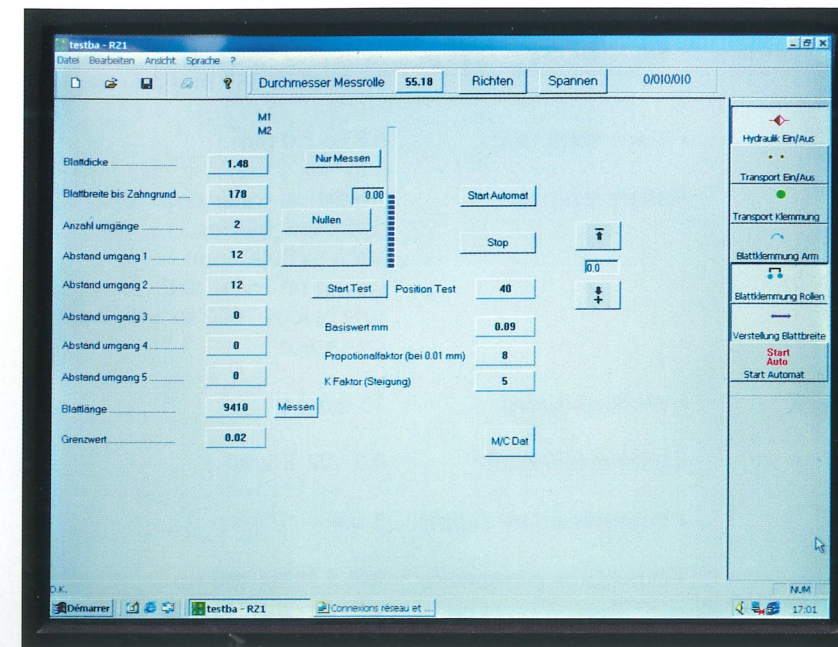 testba - RZ1
Datei Bearbeiten Ansicht Sprache ?
Durchmesser Messrolle 55.18 Richten Spannen 0/010/010
M1
M2
Blattdicke 1.48 Nur Messen
Blattbreite bis Zahngrund 178 0.00 Start Automat
Anzahl umgänge 2 Nullen
Stop
Abstand umgang 1 12
0.0
Abstand umgang 2 12 Start Test Position Test 40
Abstand umgang 3 0 Basiswert mm 0.09
Abstand umgang 4 0 Propotionalfaktor (bei 0.01 mm) 8
Abstand umgang 5 0 K Faktor (Steigung) 5
Blattlänge 9410 Messen
Grenzwert 0.02 M/C Dat
Hydraulik Ein/Aus
Transport Ein/Aus
Transport Klemmung
Blattklemmung Arm
Blattklemmung Rollen
Verstellung Blattbreite
Start
Auto
Start Automat
O.K. NUM
Démarrer testba - RZ1 Connexions réseau et ... 17:01